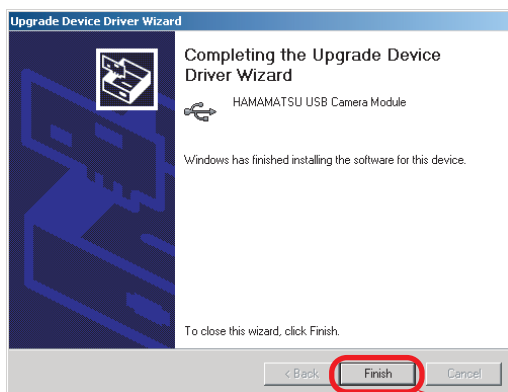 Upgrade Device Driver Wizard
Completing the Upgrade Device
Driver Wizard
HAMAMATSU USB Camera Module
Windows has finished installing the software for this device.
To close this wizard, click Finish.
< Back
Finish
Cancel